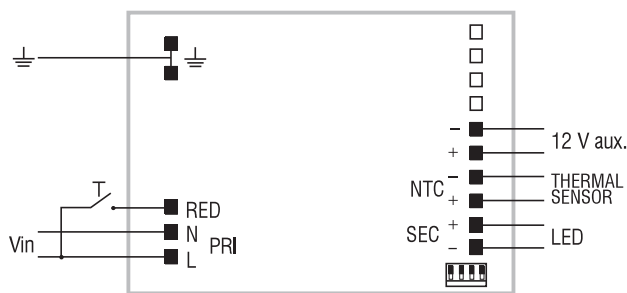 − 12 V aux.
+
NTC − THERMAL
+ SENSOR
T RED
SEC + LED
−
Vin N PRI
L